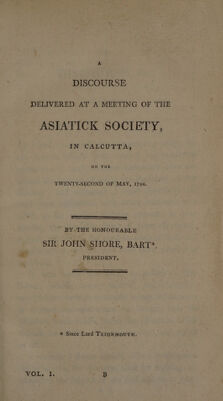 A
DISCOURSE
DELIVERED AT A MEETING OF THE
ASIATICK SOCIETY,
IN CALCUTTA,
ON THE
TWENTY-SECOND OF MAY,
BY THE HONOURABLE
SIR JOHN SHORE, BART*.
PRESIDENT.
* Since Lord TEIGNMOUTH.
VOL. I. B